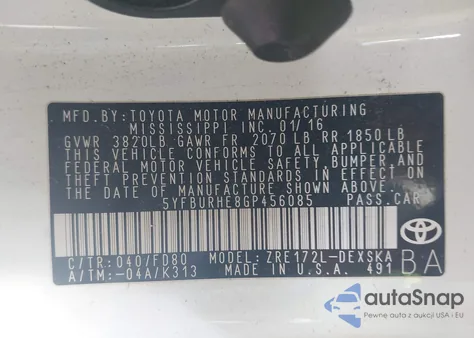 MFD.BY:TOYOTA MOTOR MANUFACTURING
MISSISSIPPI INC. 01/16
GVWR 3820LB GAWR FR 2070 LB RR 1850 LB
THIS VEHICLE CONFORMS TO ALL APPLICABLE
FEDERAL MOTOR VEHICLE SAFETY, BUMPER, AND
THEFT PREVENTION STANDARDS IN EFFECT ON
THE DATE OF MANUFACTURE SHOWN ABOVE.
5YFBURHE8GP456085 PASS.CAR
C/TR:040/FD80 MODEL:ZRE172L-DEXSKA
A/TM:-04A/K313 MADE IN U.S.A. 491
TOYOTA
BA
autoSnap
Pewne zakupy aut z USA i EU